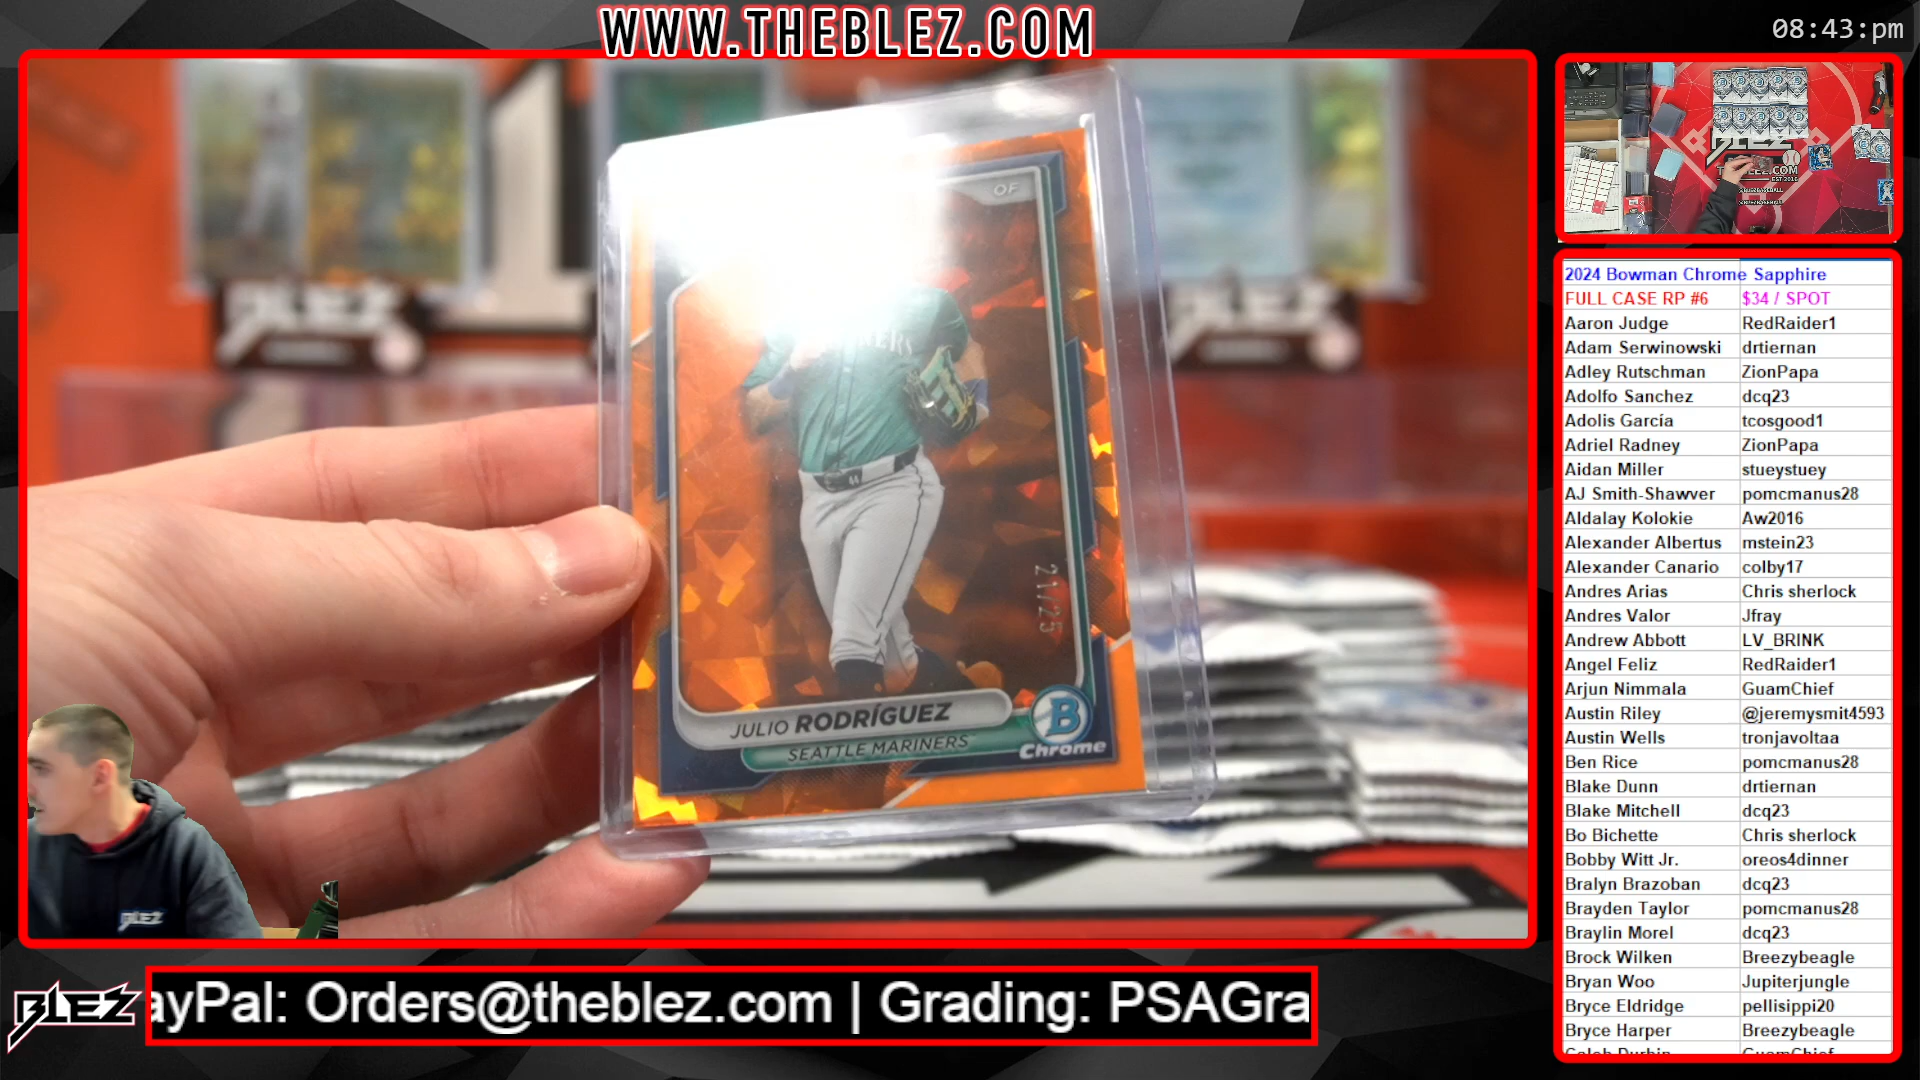 WWW.THEBLEZ.COM
08:43:pm
OF
21/25
JULIO RODRÍGUEZ
SEATTLE MARINERS
B
Chrome
BLEZ
BLEZ
ayPal: Orders@theblez.com | Grading: PSAGra
2024 Bowman Chrome Sapphire
FULL CASE RP #6 $34 / SPOT
Aaron Judge RedRaider1
Adam Serwinowski drtiernan
Adley Rutschman ZionPapa
Adolfo Sanchez dcq23
Adolis García tcosgood1
Adriel Radney ZionPapa
Aidan Miller stueystuey
AJ Smith-Shawver pomcmanus28
Aldalay Kolokie Aw2016
Alexander Albertus mstein23
Alexander Canario colby17
Andres Arias Chris sherlock
Andres Valor Jfray
Andrew Abbott LV_BRINK
Angel Feliz RedRaider1
Arjun Nimmala GuamChief
Austin Riley @jeremysmit4593
Austin Wells tronjavoltaa
Ben Rice pomcmanus28
Blake Dunn drtiernan
Blake Mitchell dcq23
Bo Bichette Chris sherlock
Bobby Witt Jr. oreos4dinner
Bralyn Brazoban dcq23
Brayden Taylor pomcmanus28
Braylin Morel dcq23
Brock Wilken Breezybeagle
Bryan Woo Jupiterjungle
Bryce Eldridge pellisippi20
Bryce Harper Breezybeagle